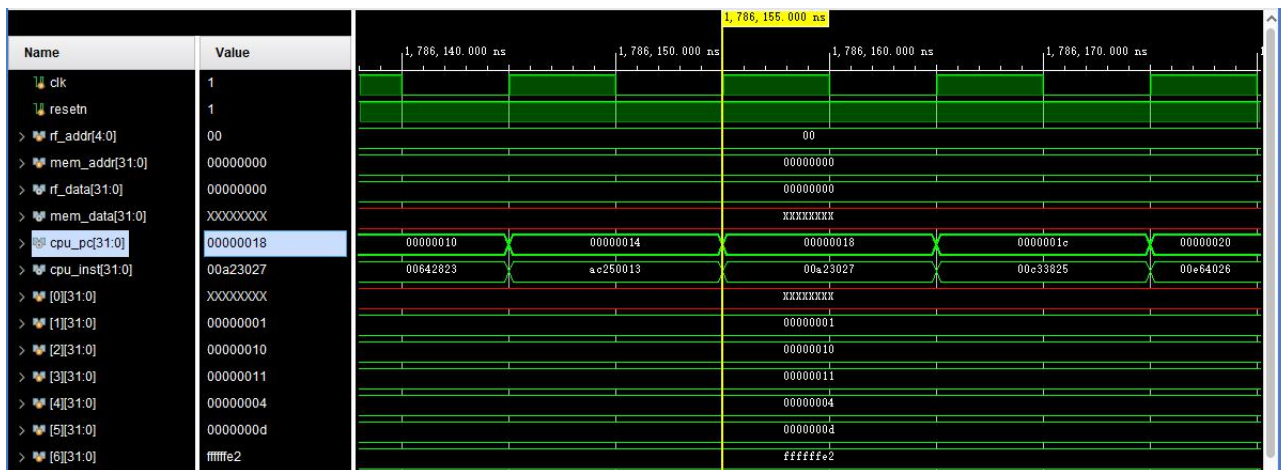 1,786,155.000 ns
Name Value 1,786,140.000 ns 1,786,150.000 ns 1,786,160.000 ns 1,786,170.000 ns
clk 1
resetn 1
rf_addr[4:0] 00 00
mem_addr[31:0] 00000000 00000000
rf_data[31:0] 00000000 00000000
mem_data[31:0] XXXXXXXX XXXXXXXX
cpu_pc[31:0] 00000018 00000010 00000014 00000018 0000001c 00000020
cpu_inst[31:0] 00a23027 00642823 ac250013 00a23027 00c33825 00e64026
[0][31:0] XXXXXXXX XXXXXXXX
[1][31:0] 00000001 00000001
[2][31:0] 00000010 00000010
[3][31:0] 00000011 00000011
[4][31:0] 00000004 00000004
[5][31:0] 0000000d 0000000d
[6][31:0] ffffffe2 ffffffe2